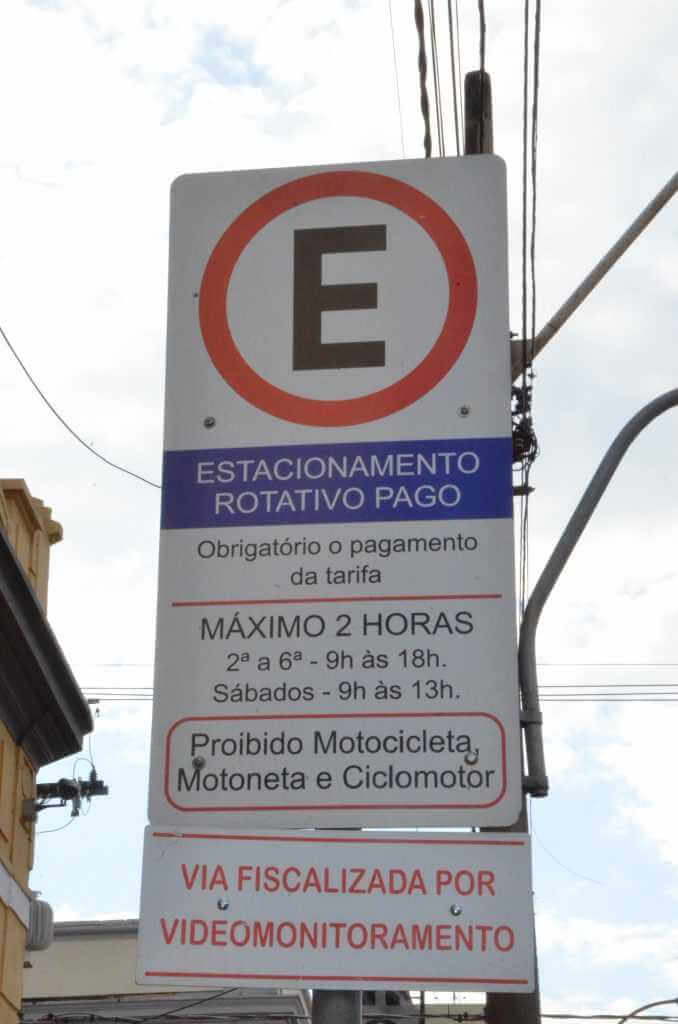 E
ESTACIONAMENTO
ROTATIVO PAGO
Obrigatório o pagamento
da tarifa
MÁXIMO 2 HORAS
2ª a 6ª - 9h às 18h.
Sábados - 9h às 13h.
Proibido Motocicleta,
Motoneta e Ciclomotor
VIA FISCALIZADA POR
VIDEOMONITORAMENTO